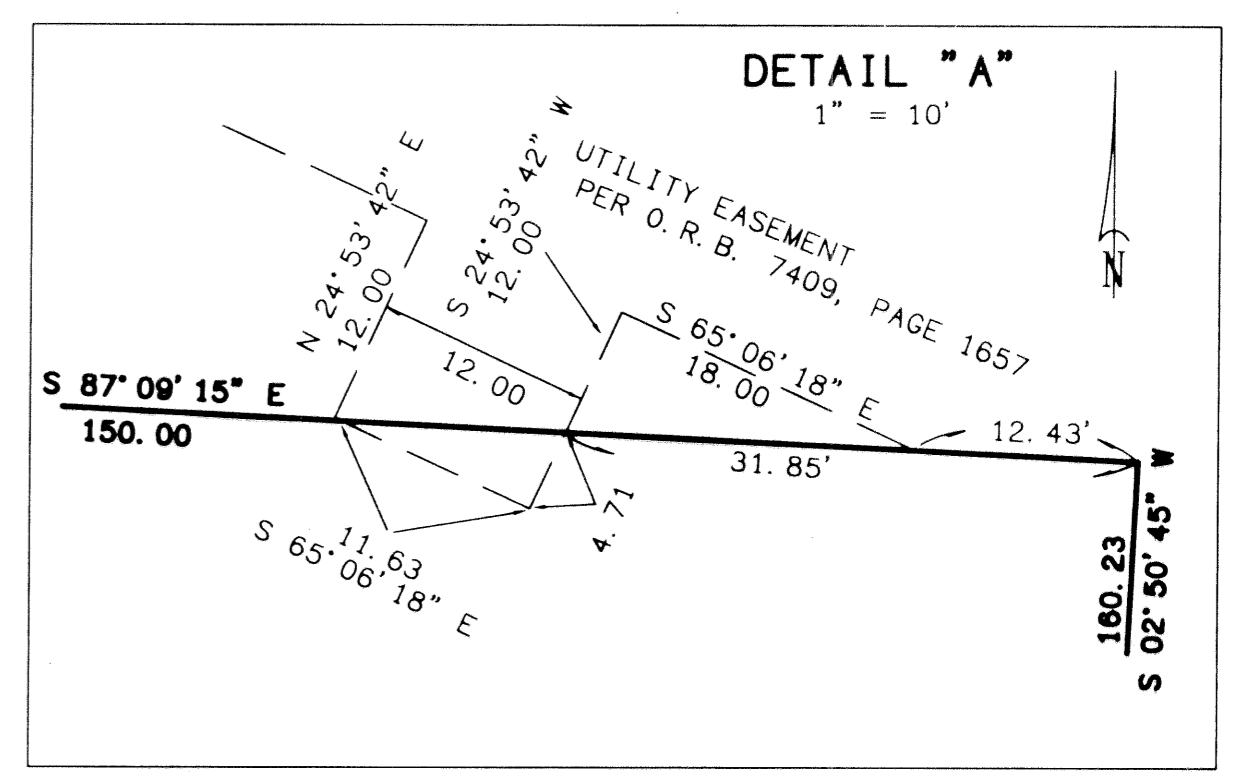 DETAIL "A"
1" = 10'
N
N 24° 53' 42" E
12. 00
S 24° 53' 42" W
12. 00
UTILITY EASEMENT
PER O. R. B. 7409, PAGE 1657
S 65° 06' 18" E
18. 00
12. 00
S 87° 09' 15" E
150. 00
12. 43'
31. 85'
4. 71
11. 63
S 65° 06' 18" E
160. 23
S 02° 50' 45" W